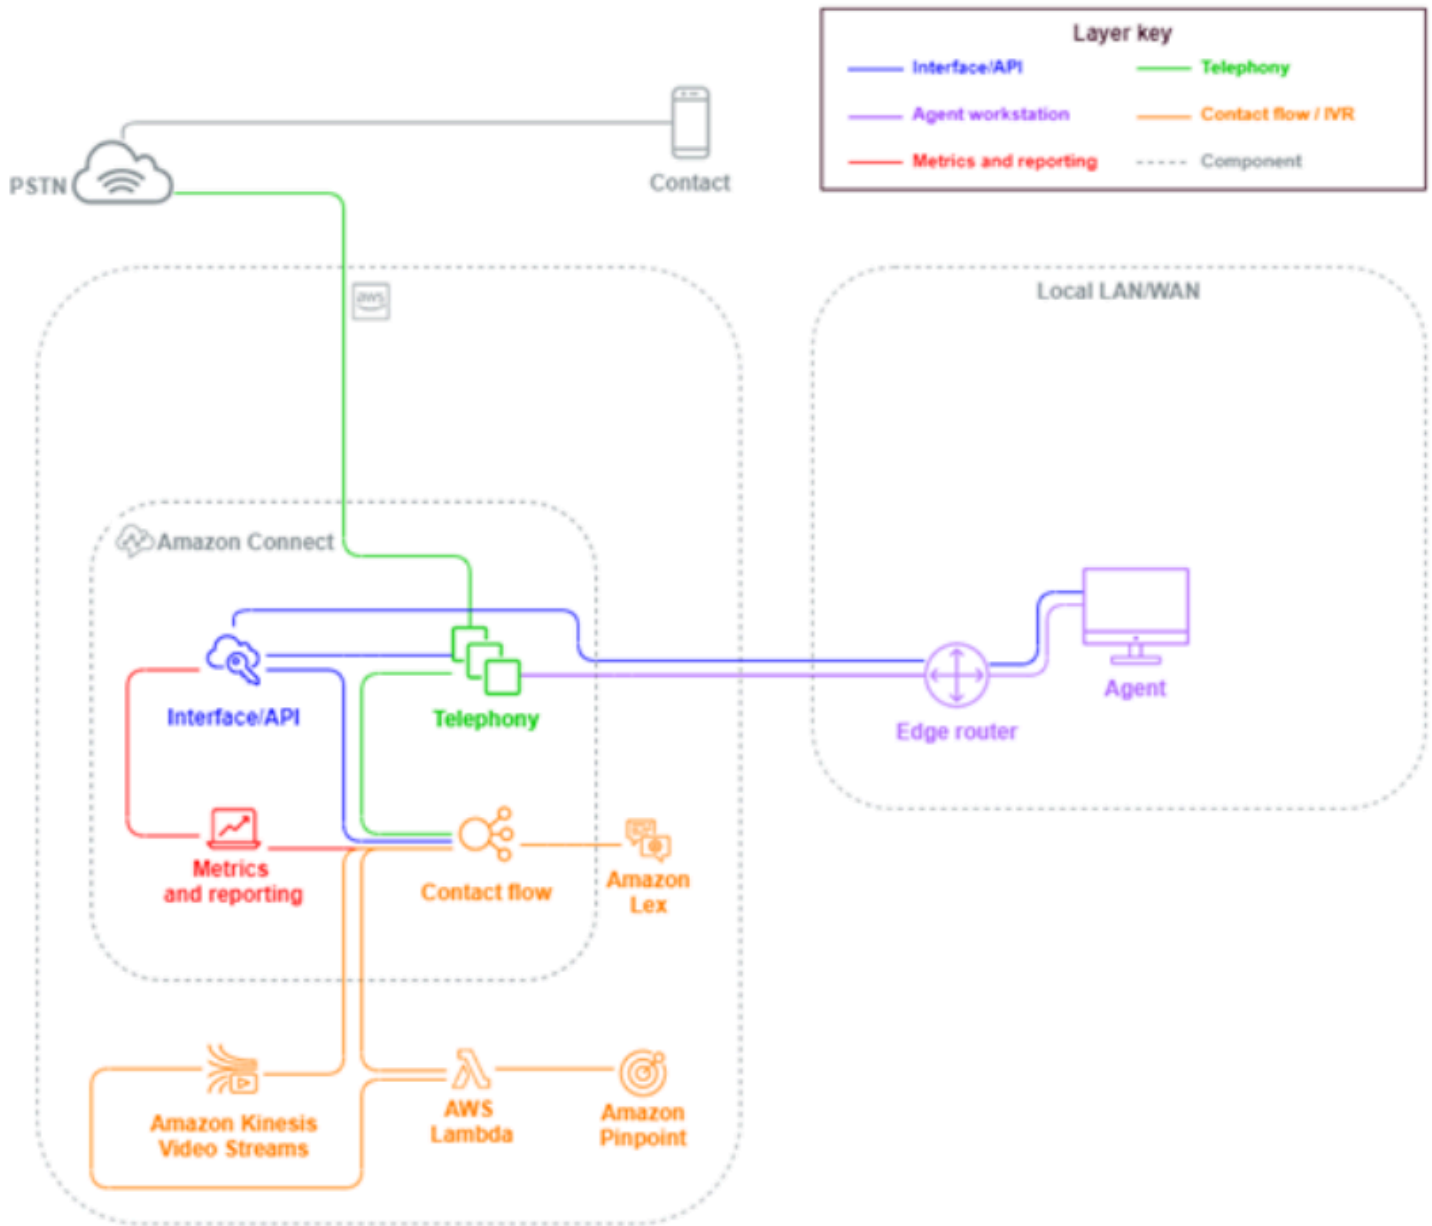 Layer key
Interface/API
Telephony
Agent workstation
Contact flow / IVR
Metrics and reporting
Component
PSTN
Contact
aws
Local LAN/WAN
Amazon Connect
Interface/API
Telephony
Agent
Edge router
Metrics
and reporting
Contact flow
Amazon
Lex
Amazon Kinesis
Video Streams
AWS
Lambda
Amazon
Pinpoint